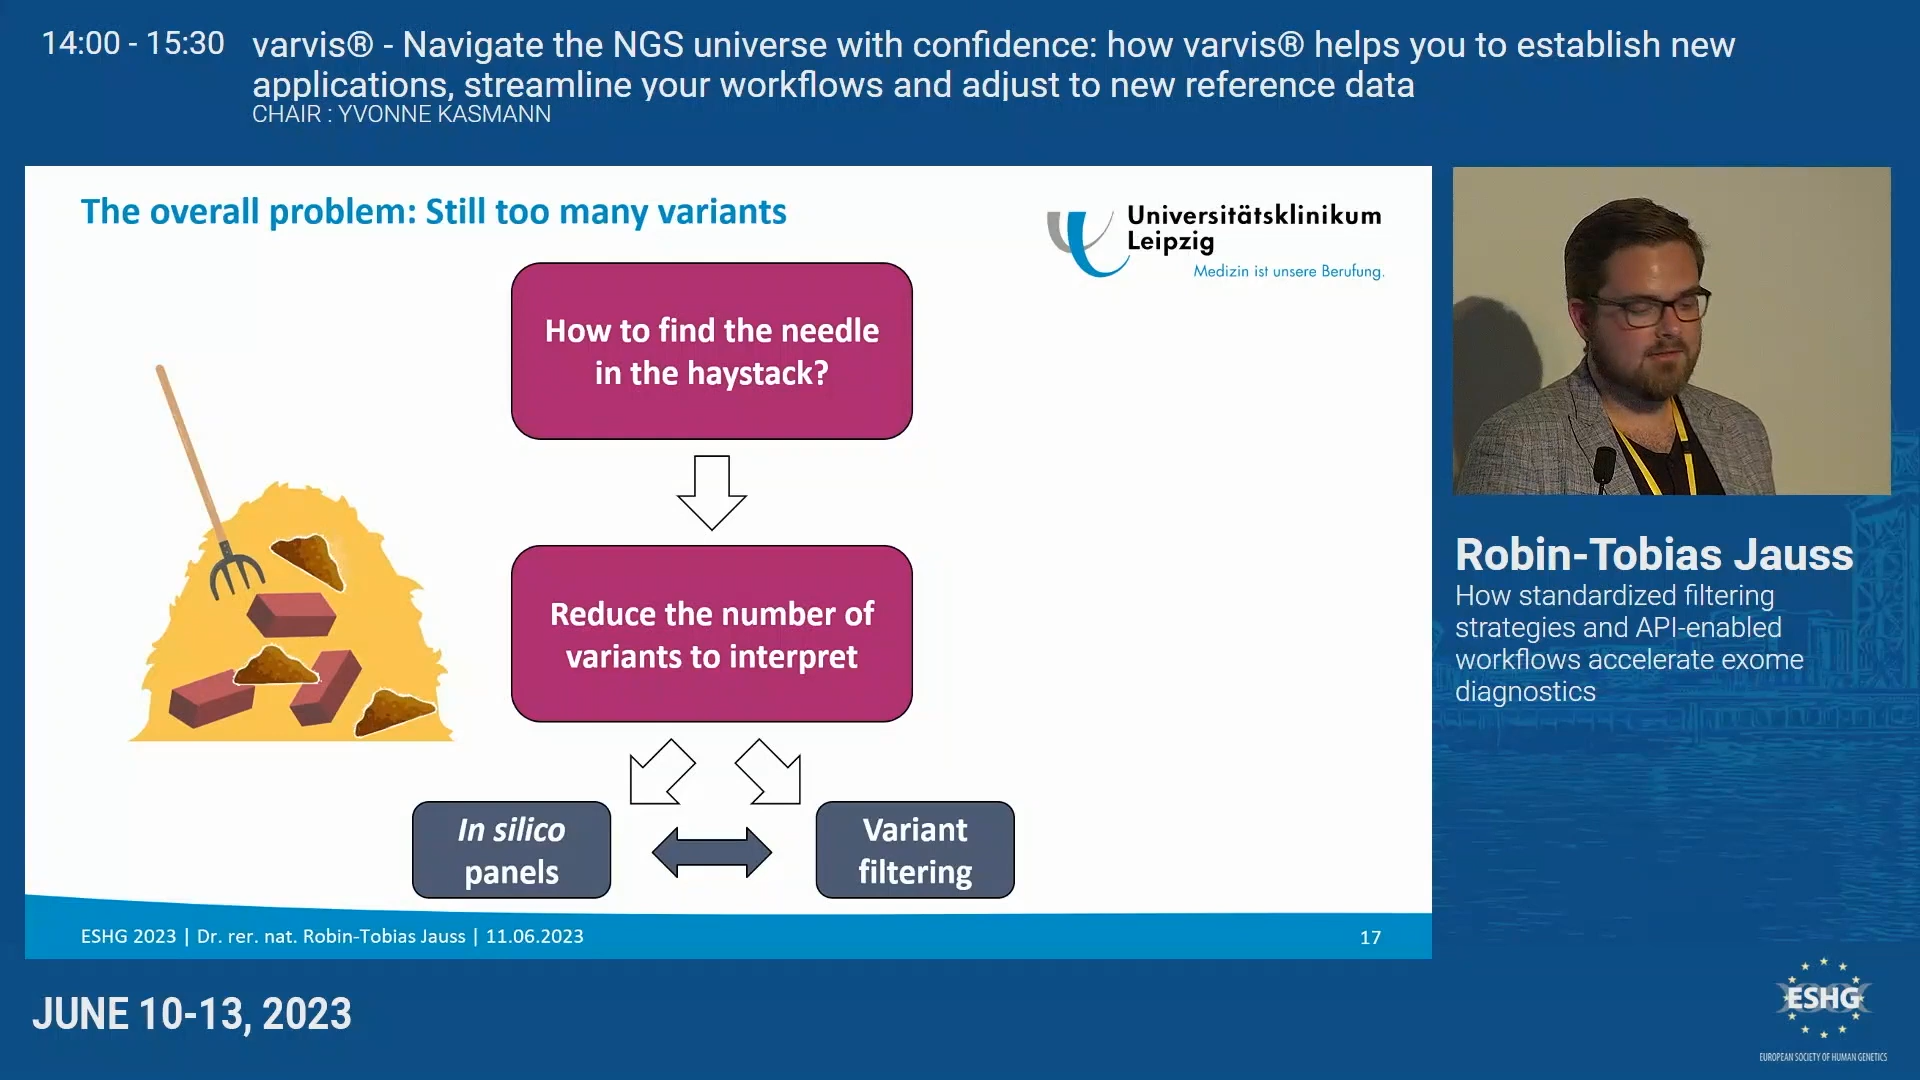 14:00 - 15:30
varvis® - Navigate the NGS universe with confidence: how varvis® helps you to establish new
applications, streamline your workflows and adjust to new reference data
CHAIR : YVONNE KASMANN
The overall problem: Still too many variants
Universitätsklinikum
Leipzig
Medizin ist unsere Berufung.
How to find the needle
in the haystack?
Reduce the number of
variants to interpret
In silico
panels
Variant
filtering
ESHG 2023 | Dr. rer. nat. Robin-Tobias Jauss | 11.06.2023
17
Robin-Tobias Jauss
How standardized filtering
strategies and API-enabled
workflows accelerate exome
diagnostics
JUNE 10-13, 2023
ESHG
EUROPEAN SOCIETY OF HUMAN GENETICS